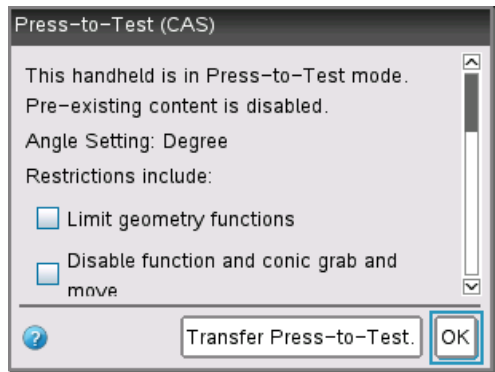 Press-to-Test (CAS)
This handheld is in Press-to-Test mode.
Pre-existing content is disabled.
Angle Setting: Degree
Restrictions include:
Limit geometry functions
Disable function and conic grab and
move
Transfer Press-to-Test.
OK